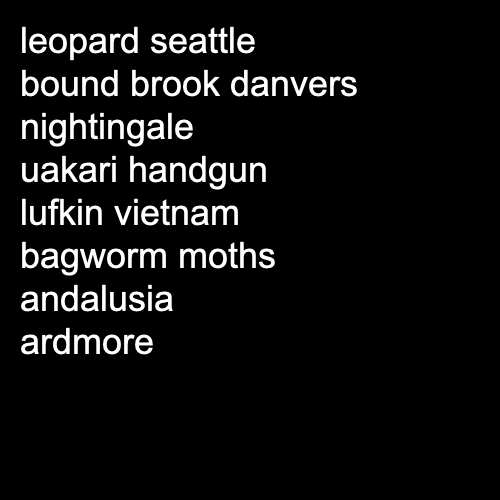 leopard seattle
bound brook danvers
nightingale
uakari handgun
lufkin vietnam
bagworm moths
andalusia
ardmore